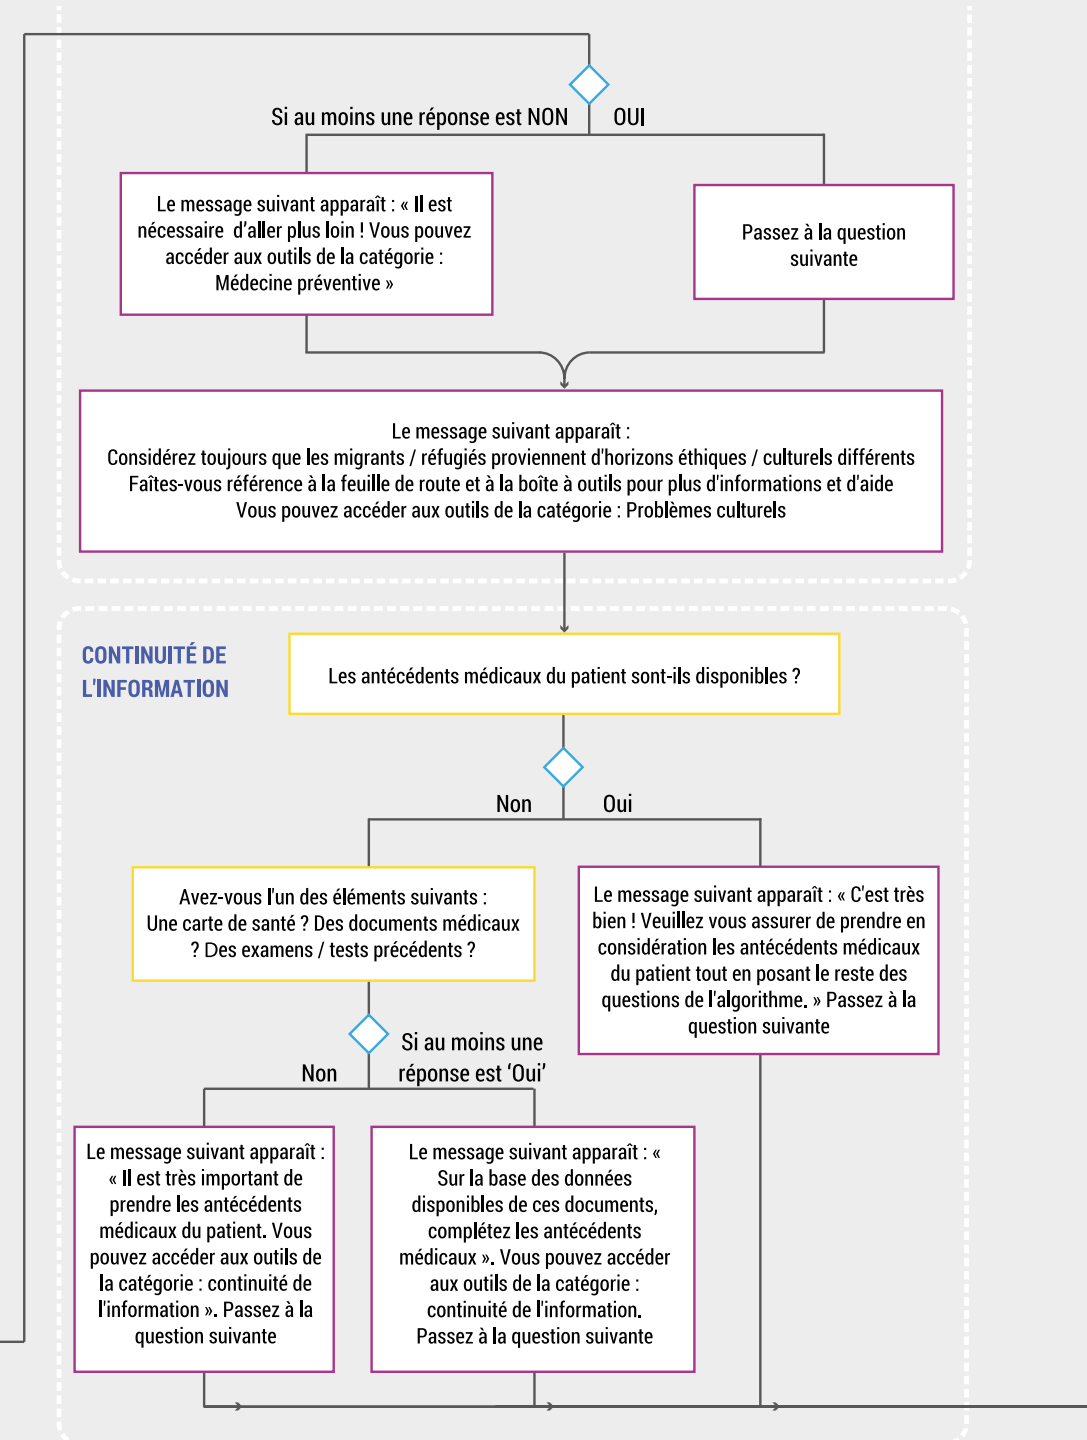 Si au moins une réponse est NON
OUI
Le message suivant apparaît : « Il est
nécessaire d'aller plus loin ! Vous pouvez
accéder aux outils de la catégorie :
Médecine préventive »
Passez à la question
suivante
Le message suivant apparaît :
Considérez toujours que les migrants / réfugiés proviennent d'horizons éthiques / culturels différents
Faîtes-vous référence à la feuille de route et à la boîte à outils pour plus d'informations et d'aide
Vous pouvez accéder aux outils de la catégorie : Problèmes culturels
CONTINUITÉ DE
L'INFORMATION
Les antécédents médicaux du patient sont-ils disponibles ?
Non
Oui
Avez-vous l'un des éléments suivants :
Une carte de santé ? Des documents médicaux
? Des examens / tests précédents ?
Le message suivant apparaît : « C'est très
bien ! Veuillez vous assurer de prendre en
considération les antécédents médicaux
du patient tout en posant le reste des
questions de l'algorithme. » Passez à la
question suivante
Non
Si au moins une
réponse est ‘Oui’
Le message suivant apparaît :
« Il est très important de
prendre les antécédents
médicaux du patient. Vous
pouvez accéder aux outils de
la catégorie : continuité de
l'information ». Passez à la
question suivante
Le message suivant apparaît : «
Sur la base des données
disponibles de ces documents,
complétez les antécédents
médicaux ». Vous pouvez accéder
aux outils de la catégorie :
continuité de l'information.
Passez à la question suivante